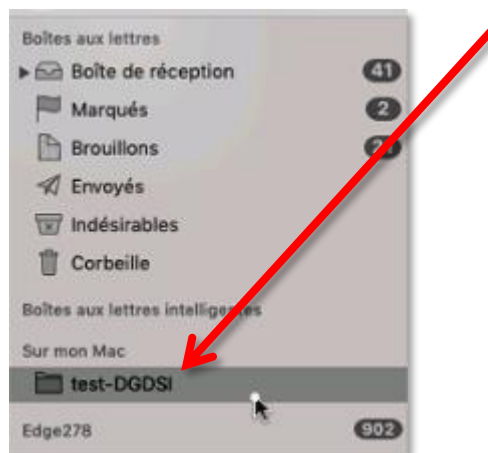 Boîtes aux lettres
Boîte de réception 41
Marqués 2
Brouillons
Envoyés
Indésirables
Corbeille
Boîtes aux lettres intelligentes
Sur mon Mac
test-DGDSI
Edge278 902